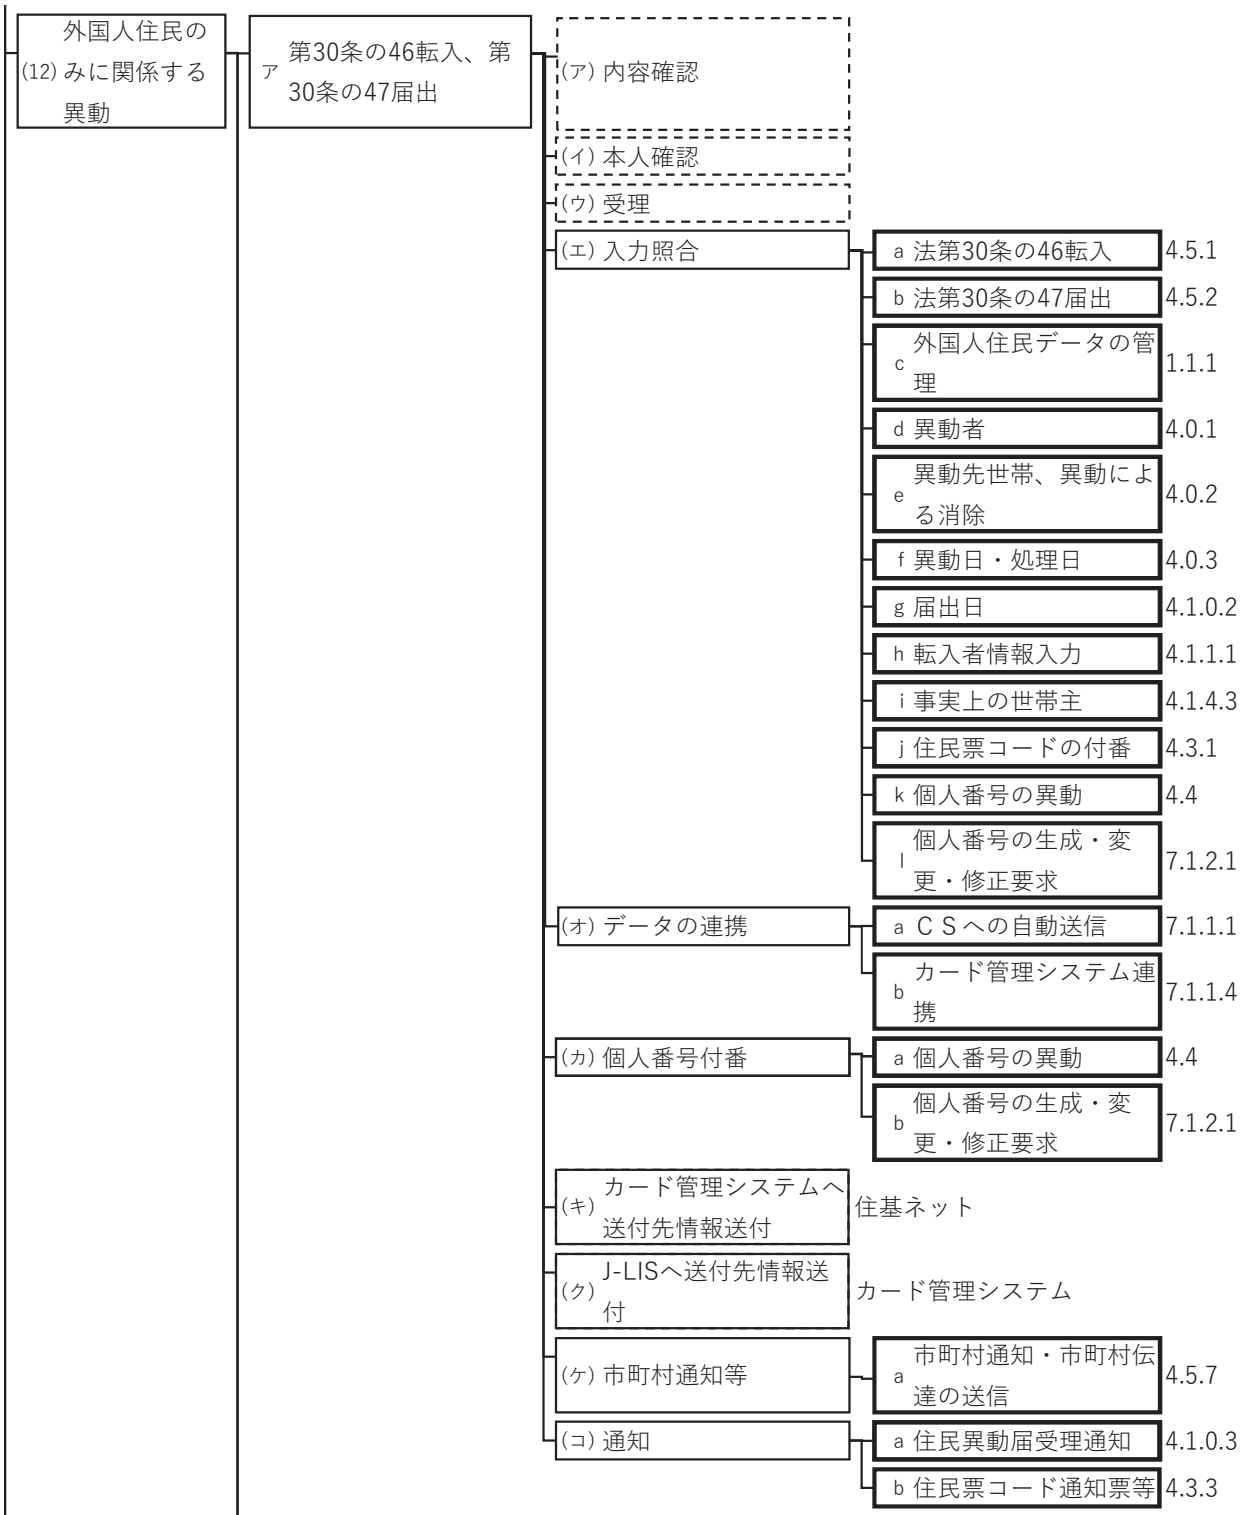 外国人住民の
(12) みに関係する
異動
ア 第30条の46転入、第
30条の47届出
(ア) 内容確認
(イ) 本人確認
(ウ) 受理
(エ) 入力照合
a 法第30条の46転入 4.5.1
b 法第30条の47届出 4.5.2
c 外国人住民データの管
理 1.1.1
d 異動者 4.0.1
e 異動先世帯、異動によ
る消除 4.0.2
f 異動日・処理日 4.0.3
g 届出日 4.1.0.2
h 転入者情報入力 4.1.1.1
i 事実上の世帯主 4.1.4.3
j 住民票コードの付番 4.3.1
k 個人番号の異動 4.4
l 個人番号の生成・変
更・修正要求 7.1.2.1
(オ) データの連携
a ＣＳへの自動送信 7.1.1.1
b カード管理システム連
携 7.1.1.4
(カ) 個人番号付番
a 個人番号の異動 4.4
b 個人番号の生成・変
更・修正要求 7.1.2.1
(キ) カード管理システムへ
送付先情報送付 住基ネット
(ク) J-LISへ送付先情報送
付 カード管理システム
(ケ) 市町村通知等
a 市町村通知・市町村伝
達の送信 4.5.7
(コ) 通知
a 住民異動届受理通知 4.1.0.3
b 住民票コード通知票等 4.3.3